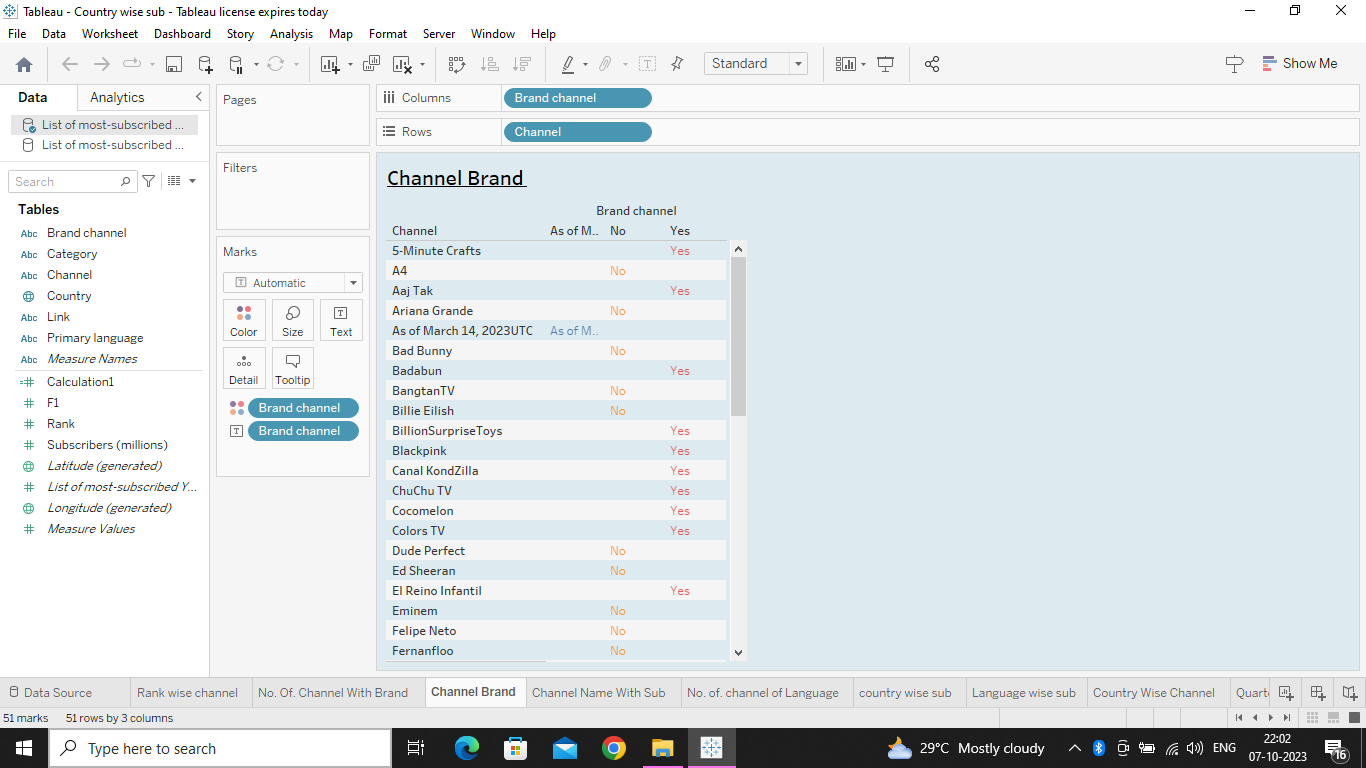 Tableau - Country wise sub - Tableau license expires today
File Data Worksheet Dashboard Story Analysis Map Format Server Window Help
Standard
Show Me
Data Analytics
List of most-subscribed ...
List of most-subscribed ...
Search
Tables
Abc Brand channel
Abc Category
Abc Channel
Country
Abc Link
Abc Primary language
Abc Measure Names
=# Calculation1
# F1
# Rank
# Subscribers (millions)
Latitude (generated)
# List of most-subscribed Y...
Longitude (generated)
# Measure Values
Pages
Filters
Marks
T Automatic
Color Size Text
Detail Tooltip
Brand channel
T Brand channel
Columns Brand channel
Rows Channel
Channel Brand
Brand channel
Channel As of M.. No Yes
5-Minute Crafts Yes
A4 No
Aaj Tak Yes
Ariana Grande No
As of March 14, 2023UTC As of M..
Bad Bunny No
Badabun Yes
BangtanTV No
Billie Eilish No
BillionSurpriseToys Yes
Blackpink Yes
Canal KondZilla Yes
ChuChu TV Yes
Cocomelon Yes
Colors TV Yes
Dude Perfect No
Ed Sheeran No
El Reino Infantil Yes
Eminem No
Felipe Neto No
Fernanfloo No
Data Source Rank wise channel No. Of. Channel With Brand Channel Brand Channel Name With Sub No. of. channel of Language country wise sub Language wise sub Country Wise Channel Quart
51 marks 51 rows by 3 columns
Type here to search
29°C Mostly cloudy
ENG
22:02
07-10-2023
16